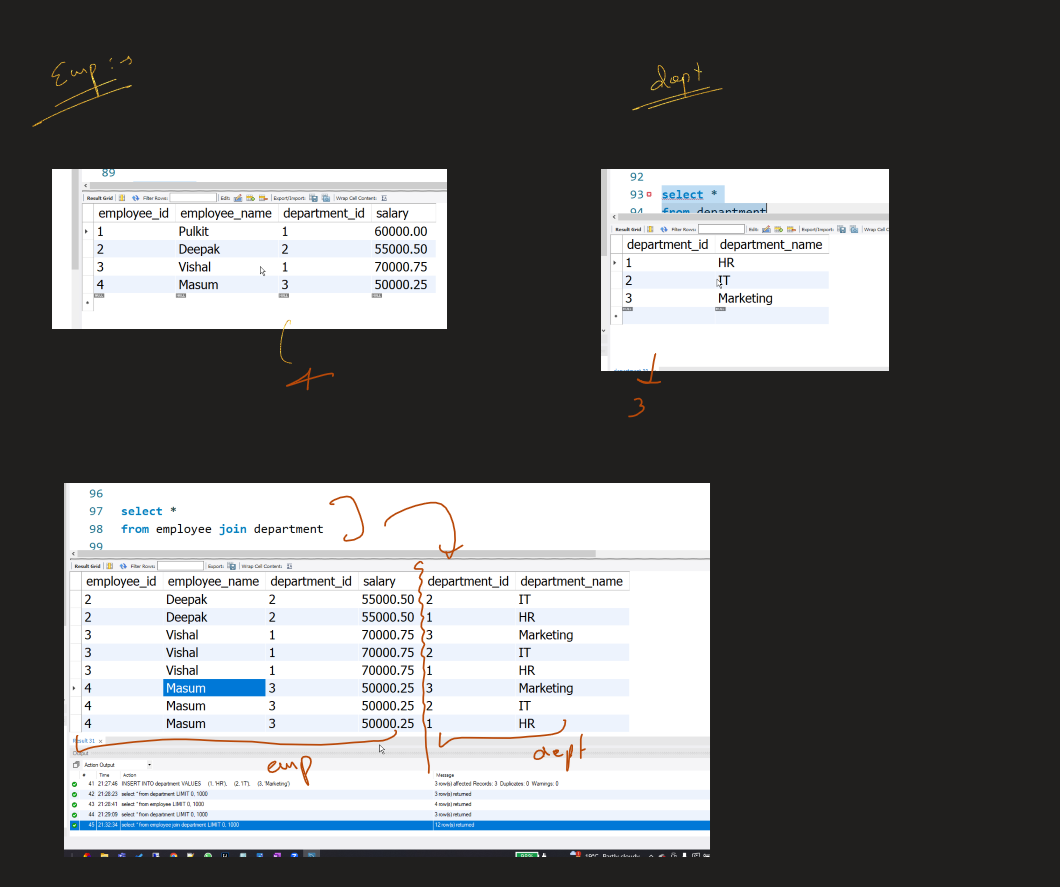 Emp:s
dept
89
Result Grid Filter Rows: Edit: Export/Import: Wrap Cell Content:
employee_id employee_name department_id salary
1 Pulkit 1 60000.00
2 Deepak 2 55000.50
3 Vishal 1 70000.75
4 Masum 3 50000.25
NULL NULL NULL NULL
4
92
93 select *
94 from department
Result Grid Filter Rows: Edit: Export/Import: Wrap Cell C
department_id department_name
1 HR
2 IT
3 Marketing
NULL NULL
3
96
97 select *
98 from employee join department
99
Result Grid Filter Rows: Export: Wrap Cell Content:
employee_id employee_name department_id salary department_id department_name
2 Deepak 2 55000.50 2 IT
2 Deepak 2 55000.50 1 HR
3 Vishal 1 70000.75 3 Marketing
3 Vishal 1 70000.75 2 IT
3 Vishal 1 70000.75 1 HR
4 Masum 3 50000.25 3 Marketing
4 Masum 3 50000.25 2 IT
4 Masum 3 50000.25 1 HR
Result 31 ×
emp
dept
Output
Action Output
# Time Action Message
41 21:27:46 INSERT INTO department VALUES (1, 'HR'), (2, 'IT'), (3, 'Marketing') 3 row(s) affected Records: 3 Duplicates: 0 Warnings: 0
42 21:28:23 select * from department LIMIT 0, 1000 3 row(s) returned
43 21:28:41 select * from employee LIMIT 0, 1000 4 row(s) returned
44 21:29:09 select * from department LIMIT 0, 1000 3 row(s) returned
45 21:32:34 select * from employee join department LIMIT 0, 1000 12 row(s) returned
19°C Partly cloudy